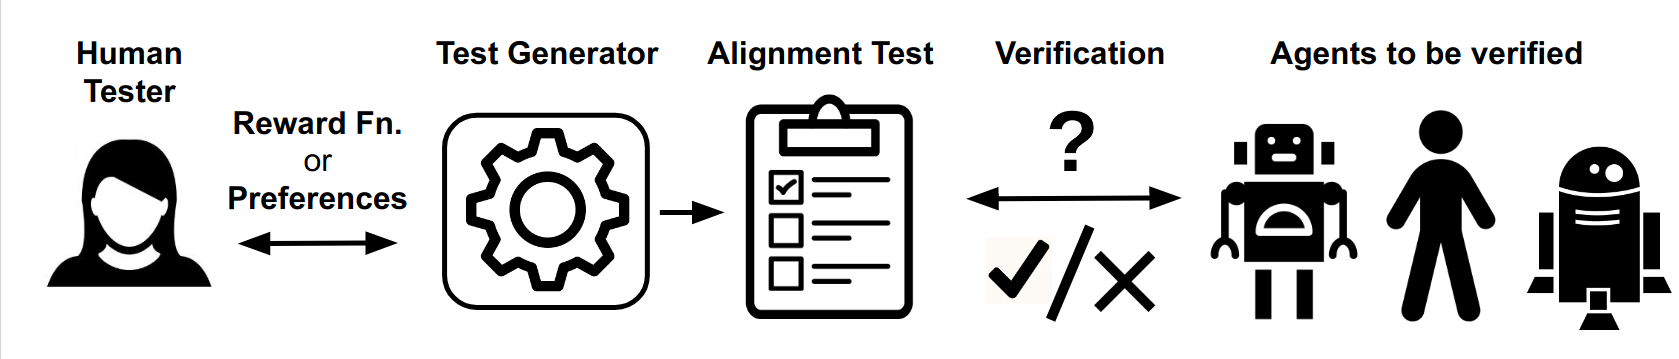 Human
Tester
Reward Fn.
or
Preferences
Test Generator
Alignment Test
Verification
?
Agents to be verified